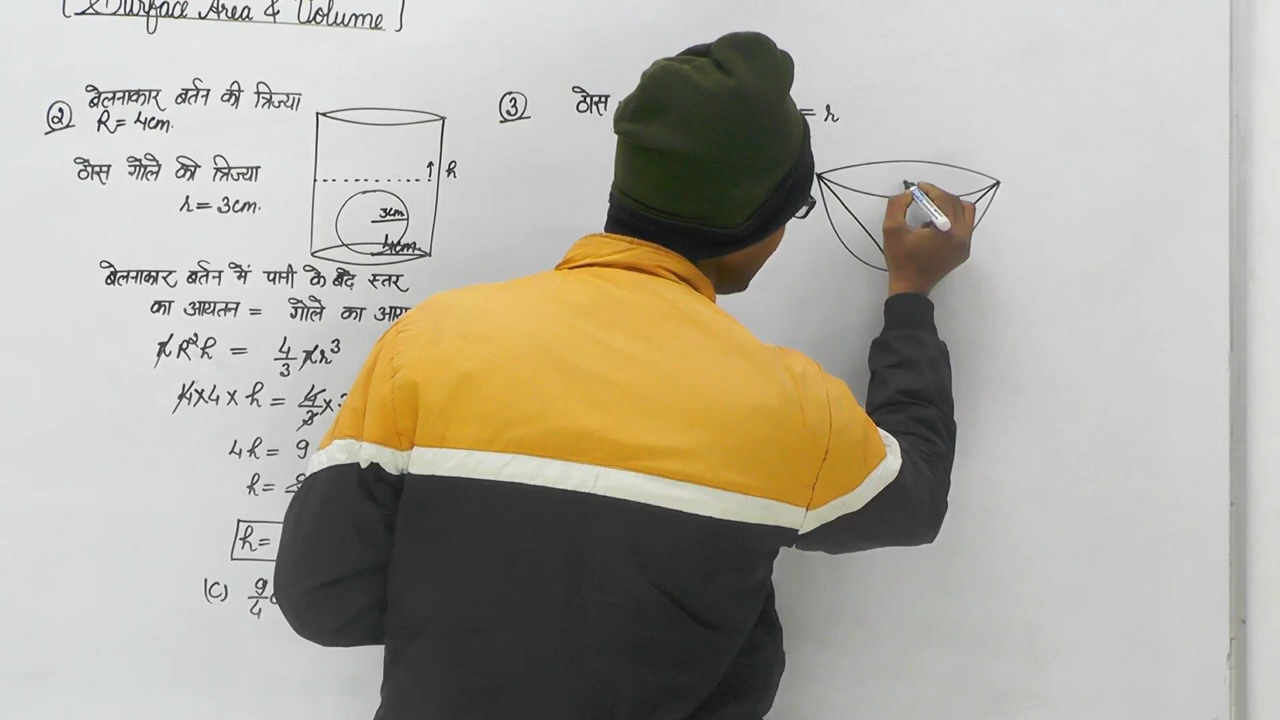 [Surface Area & Volume]
② बेलनाकार बर्तन की त्रिज्या
R = 4cm.
ठोस गोले की त्रिज्या
r = 3cm.
h
3cm
4cm
बेलनाकार बर्तन में पानी के बढ़े स्तर
का आयतन = गोले का
πR²h = 4/3 πr³
4×4×h = 4/3 ×
4h = 9
h =
h =
(C) 9/4
③ ठोस
= r